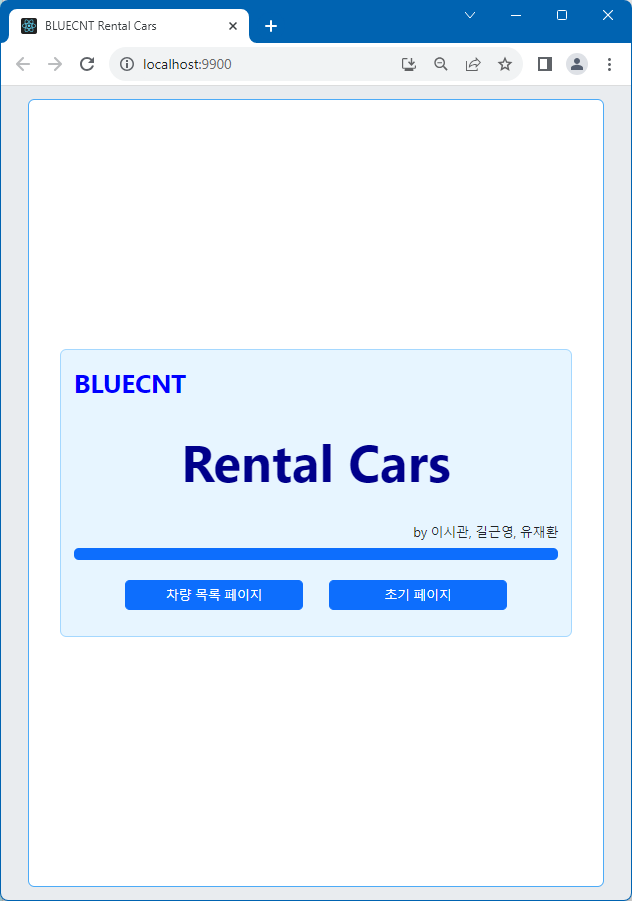 BLUECNT Rental Cars
localhost:9900
BLUECNT
Rental Cars
by 이시관, 길근영, 유재환
차량 목록 페이지
초기 페이지